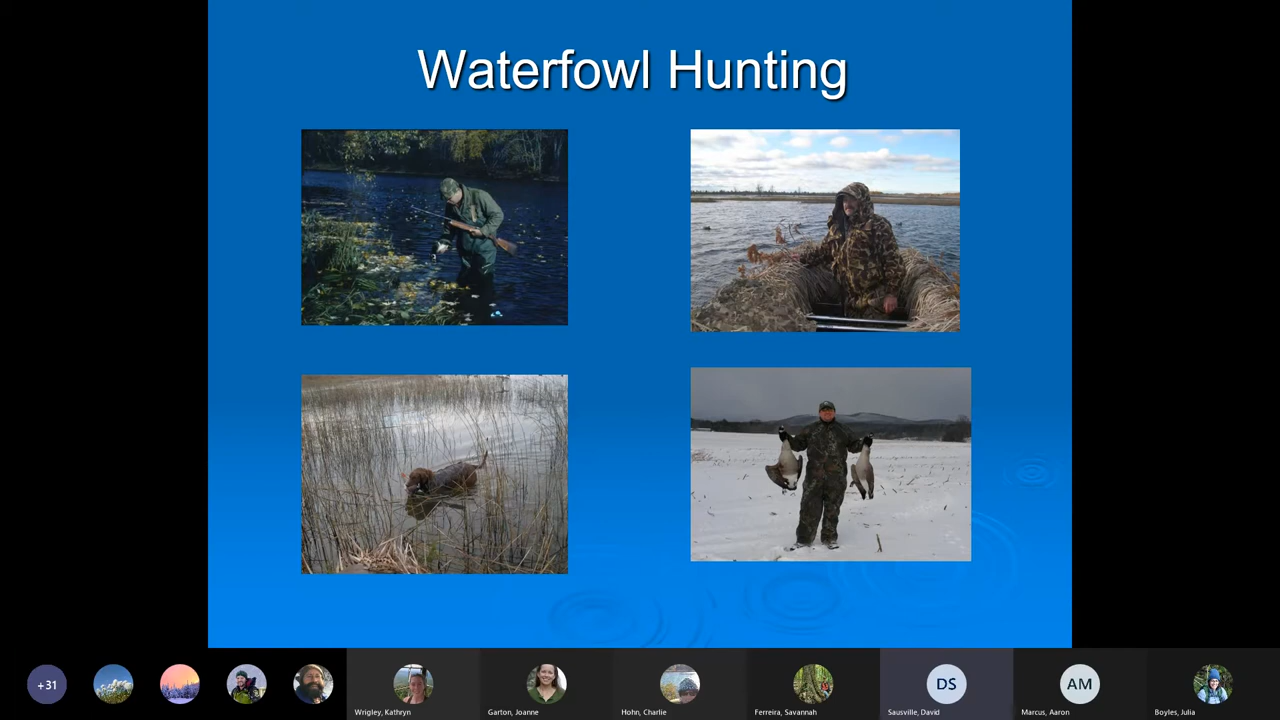 Waterfowl Hunting
+31
Wrigley, Kathryn
Garton, Joanne
Hohn, Charlie
Ferreira, Savannah
DS
Sausville, David
AM
Marcus, Aaron
Boyles, Julia